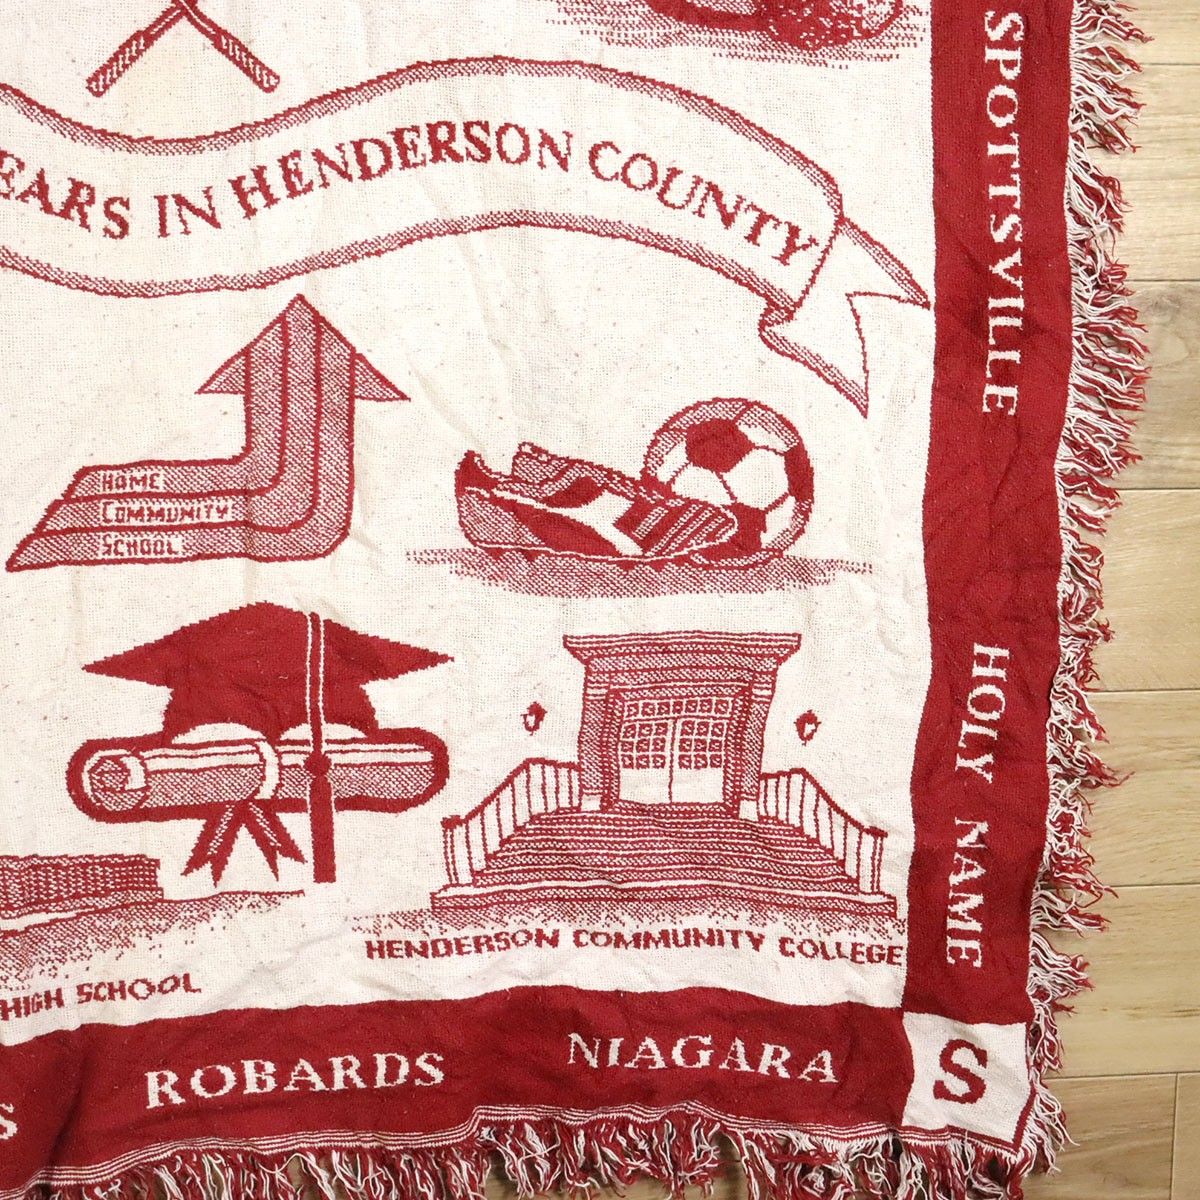 EARS IN HENDERSON COUNTY
SPOTTSVILLE
HOME
COMMUNITY
SCHOOL
HOLY NAME
HENDERSON COMMUNITY COLLEGE
HIGH SCHOOL
S
ROBARDS
NIAGARA
S